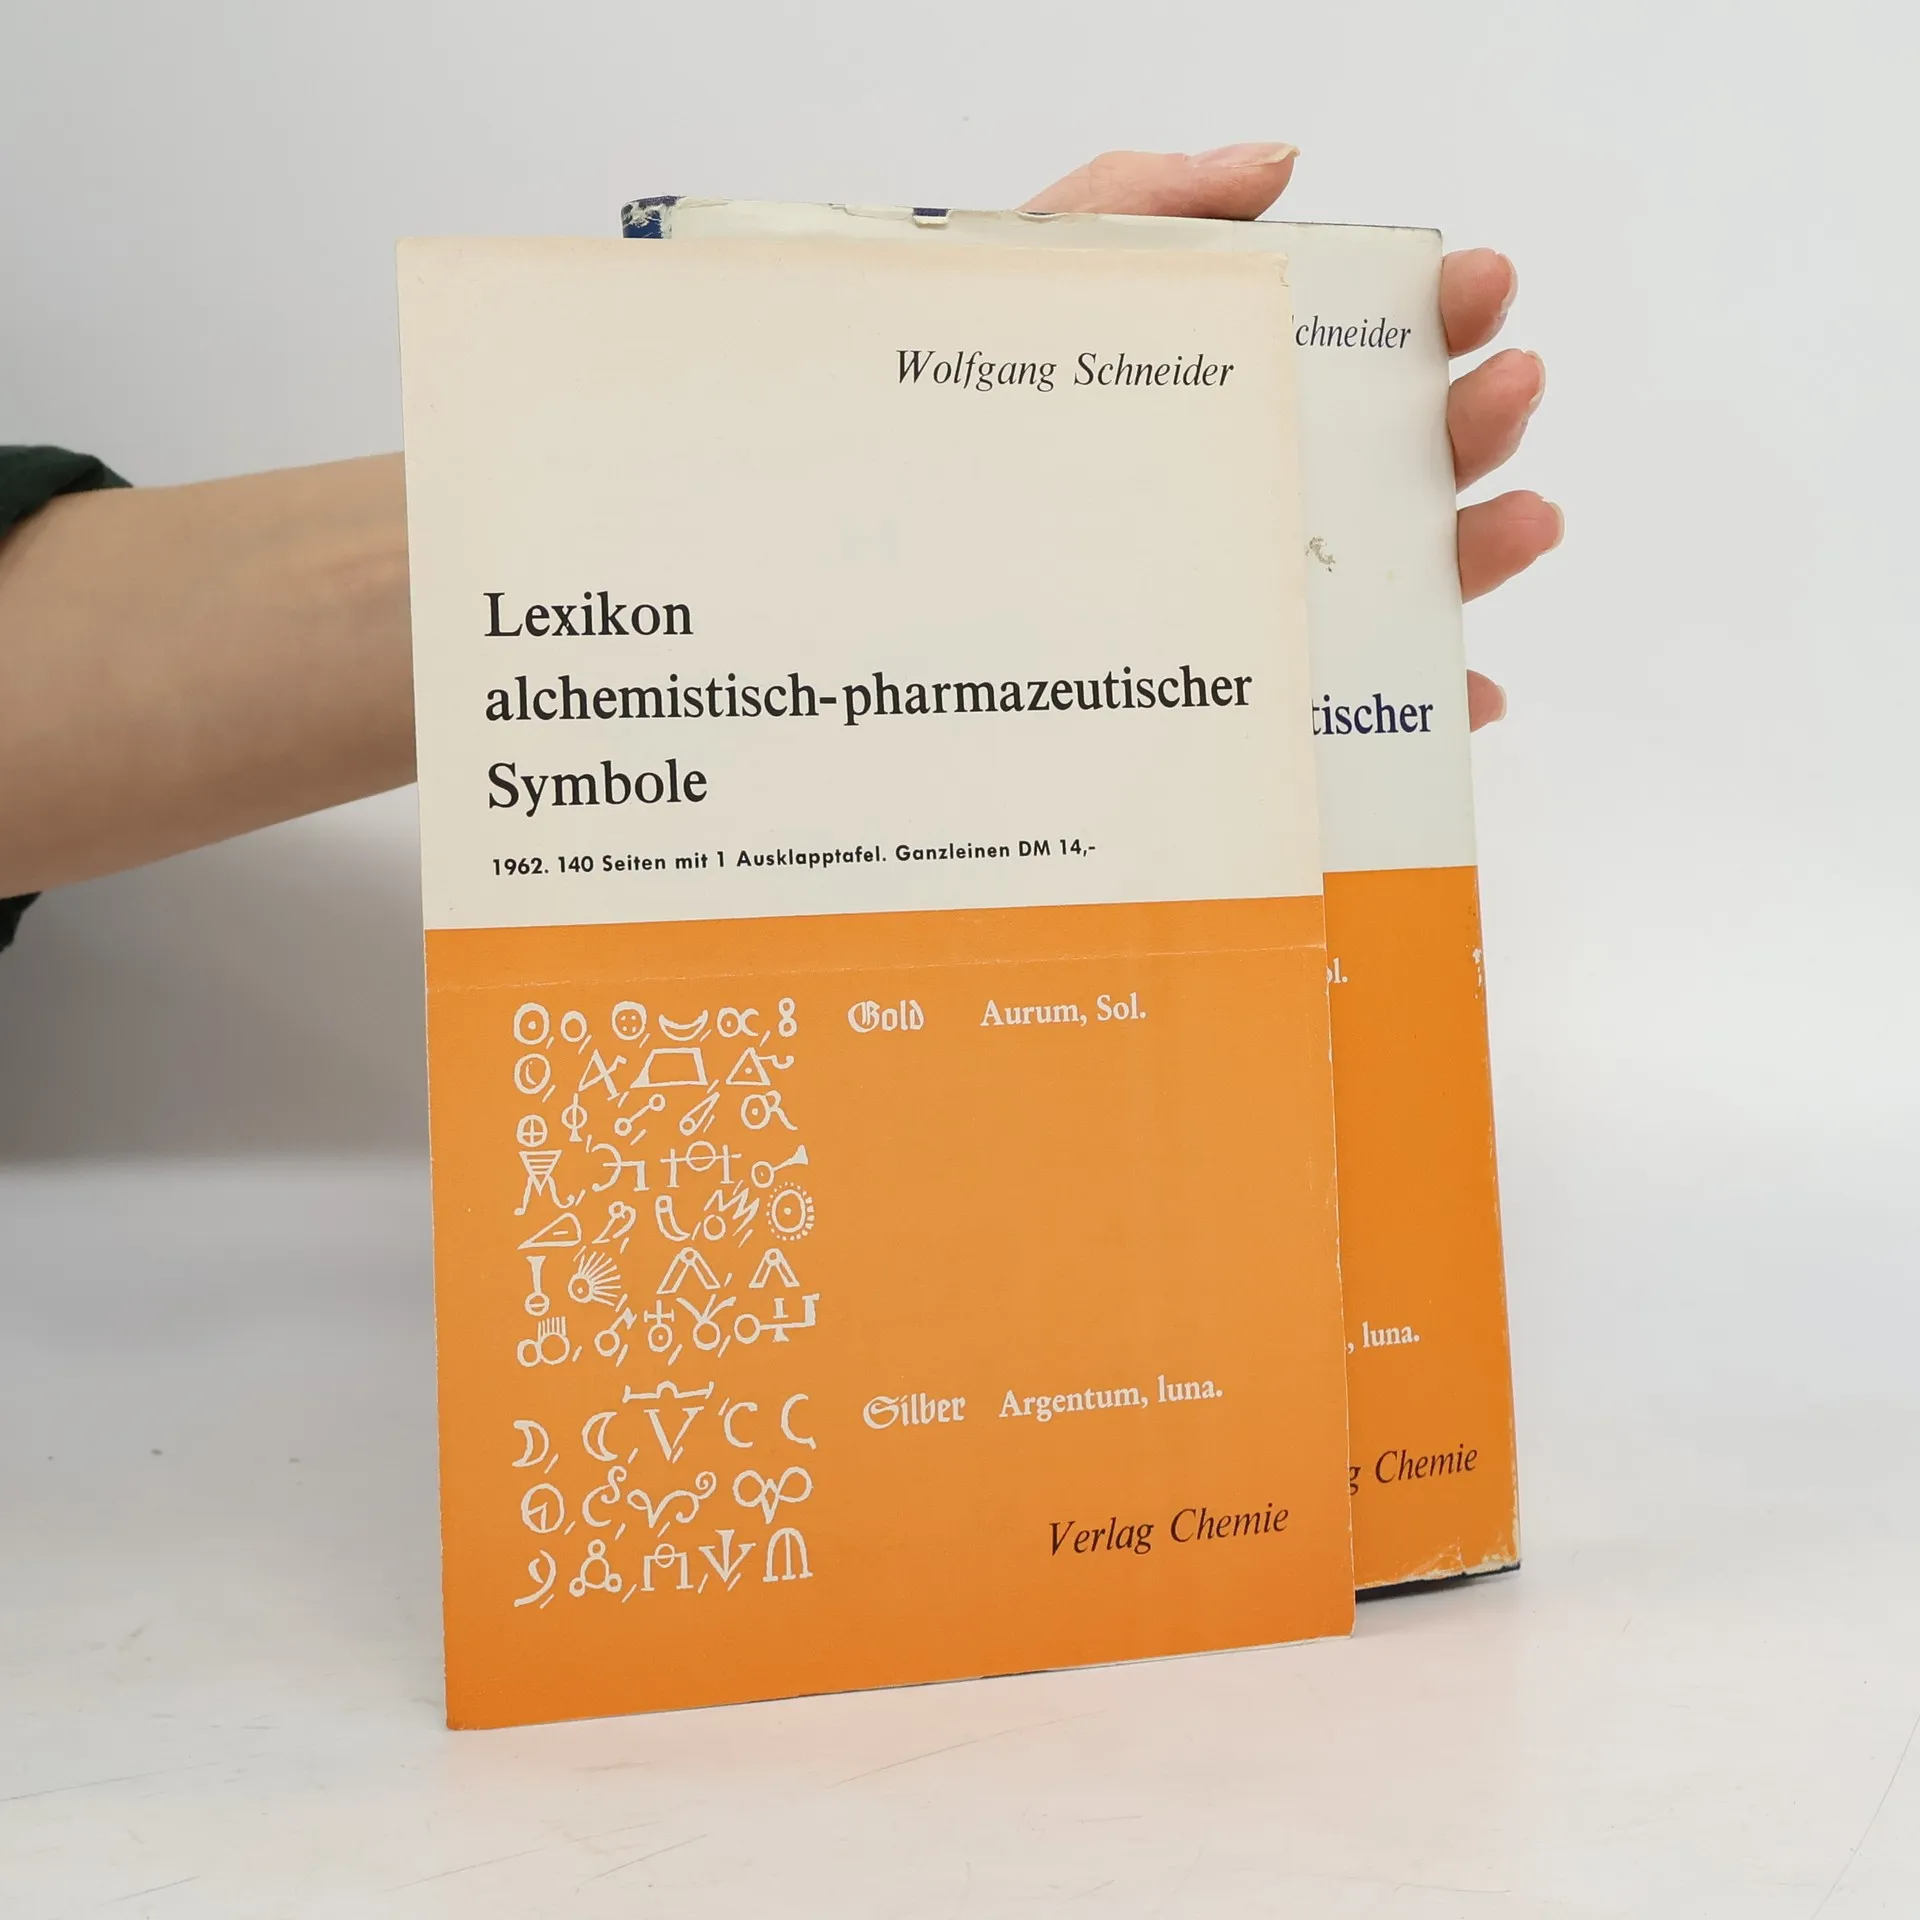 Wolfgang Schneider
Lexikon
alchemistisch-pharmazeutischer
Symbole
1962. 140 Seiten mit 1 Ausklapptafel. Ganzleinen DM 14,-
Gold Aurum, Sol.
Silber Argentum, luna.
Verlag Chemie
chneider
tischer
ol.
, luna.
g Chemie